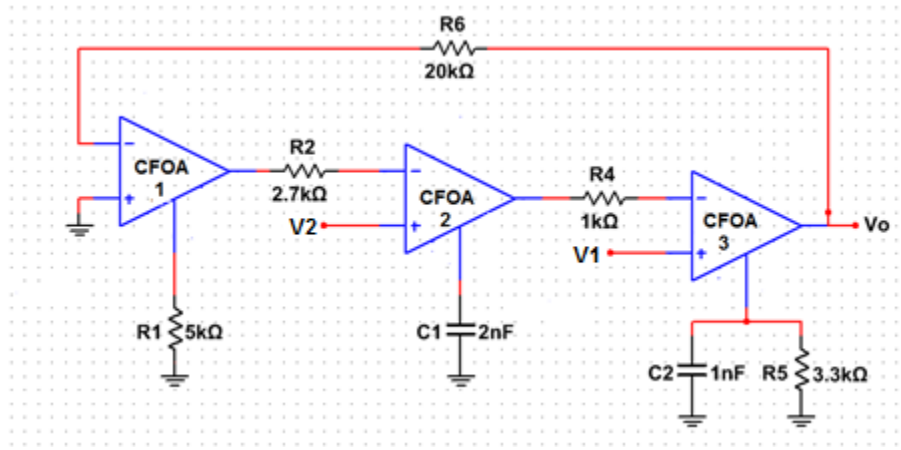 R6
20kΩ
CFOA
1
R2
2.7kΩ
V2
CFOA
2
R4
1kΩ
V1
CFOA
3
Vo
R1 5kΩ
C1 2nF
C2 1nF R5 3.3kΩ